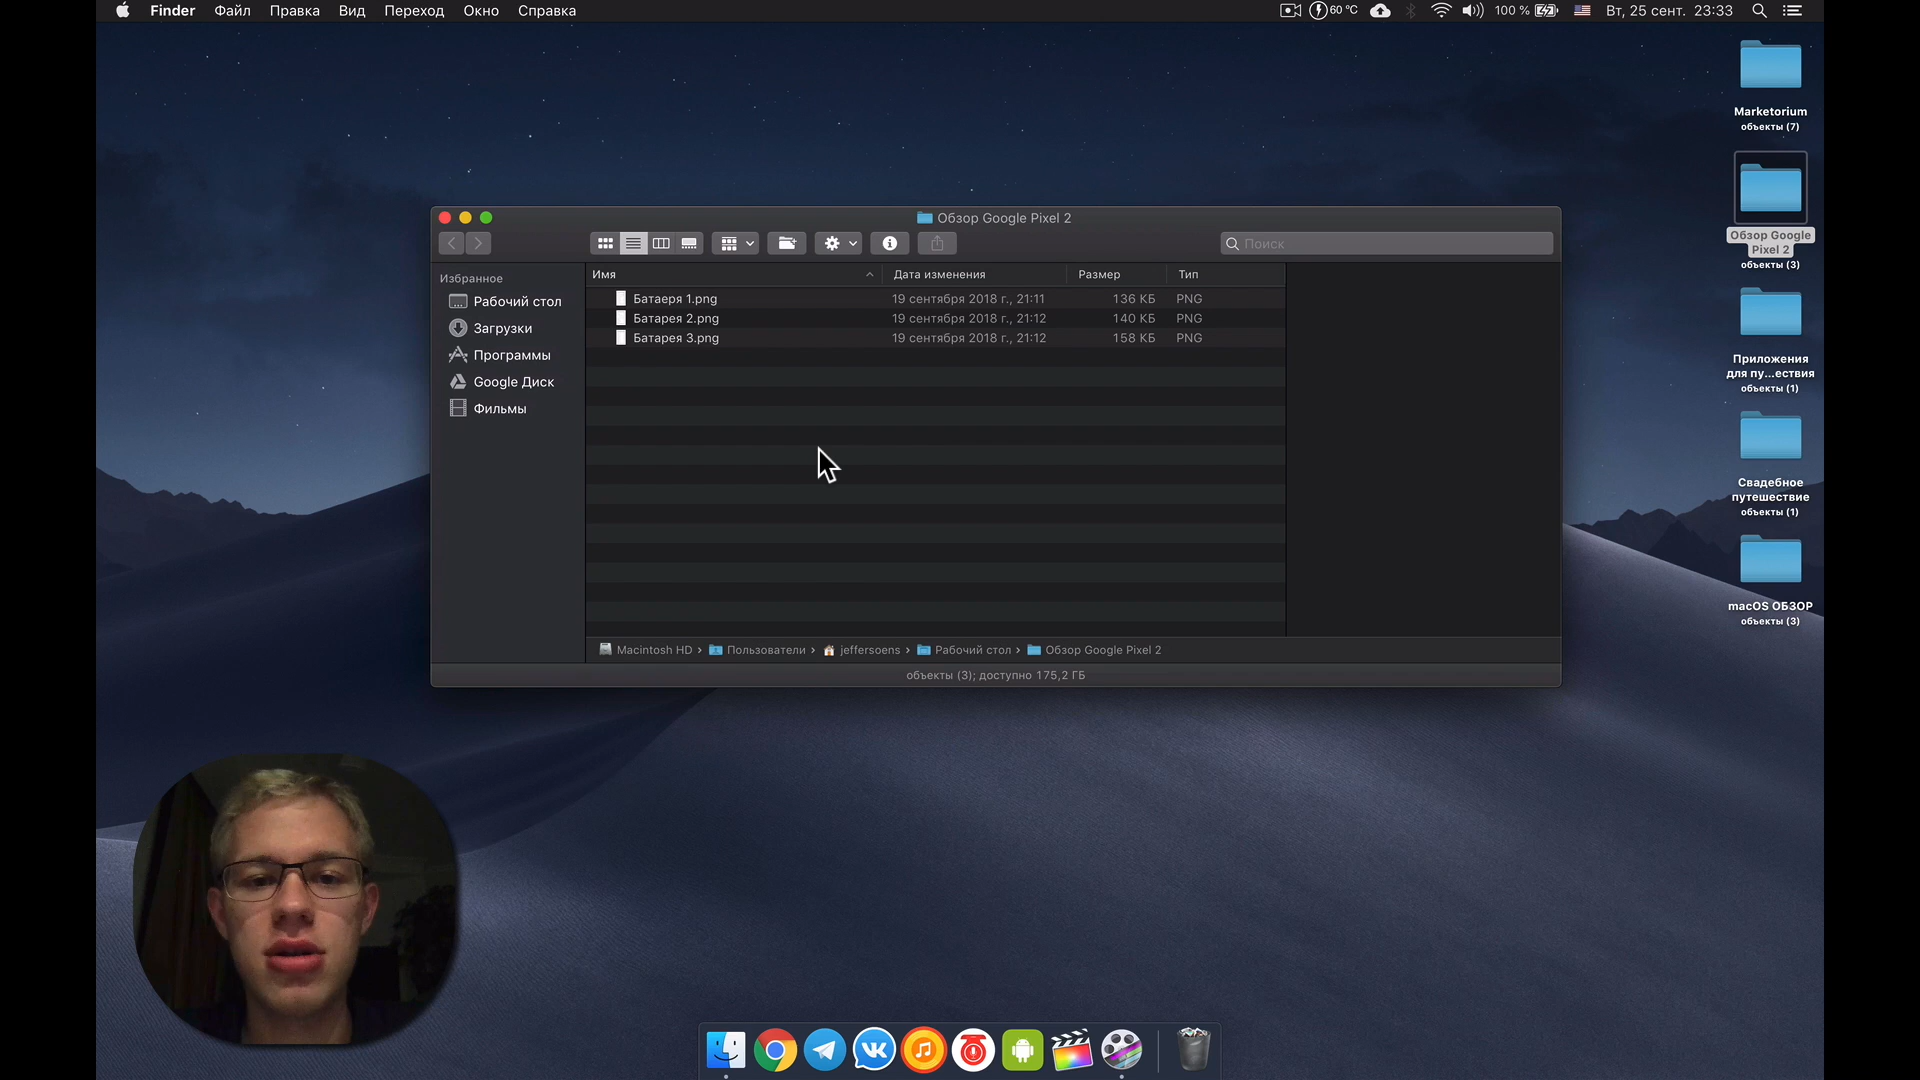 Finder Файл Правка Вид Переход Окно Справка 60 °C 100 % Вт, 25 сент. 23:33
Marketorium
объекты (7)
Обзор Google
Pixel 2
объекты (3)
Приложения
для пу...ествия
объекты (1)
Свадебное
путешествие
объекты (1)
macOS ОБЗОР
объекты (3)
Обзор Google Pixel 2
Поиск
Избранное
Рабочий стол
Загрузки
Программы
Google Диск
Фильмы
Имя Дата изменения Размер Тип
Батаеря 1.png 19 сентября 2018 г., 21:11 136 КБ PNG
Батарея 2.png 19 сентября 2018 г., 21:12 140 КБ PNG
Батарея 3.png 19 сентября 2018 г., 21:12 158 КБ PNG
Macintosh HD › Пользователи › jeffersoens › Рабочий стол › Обзор Google Pixel 2
объекты (3); доступно 175,2 ГБ